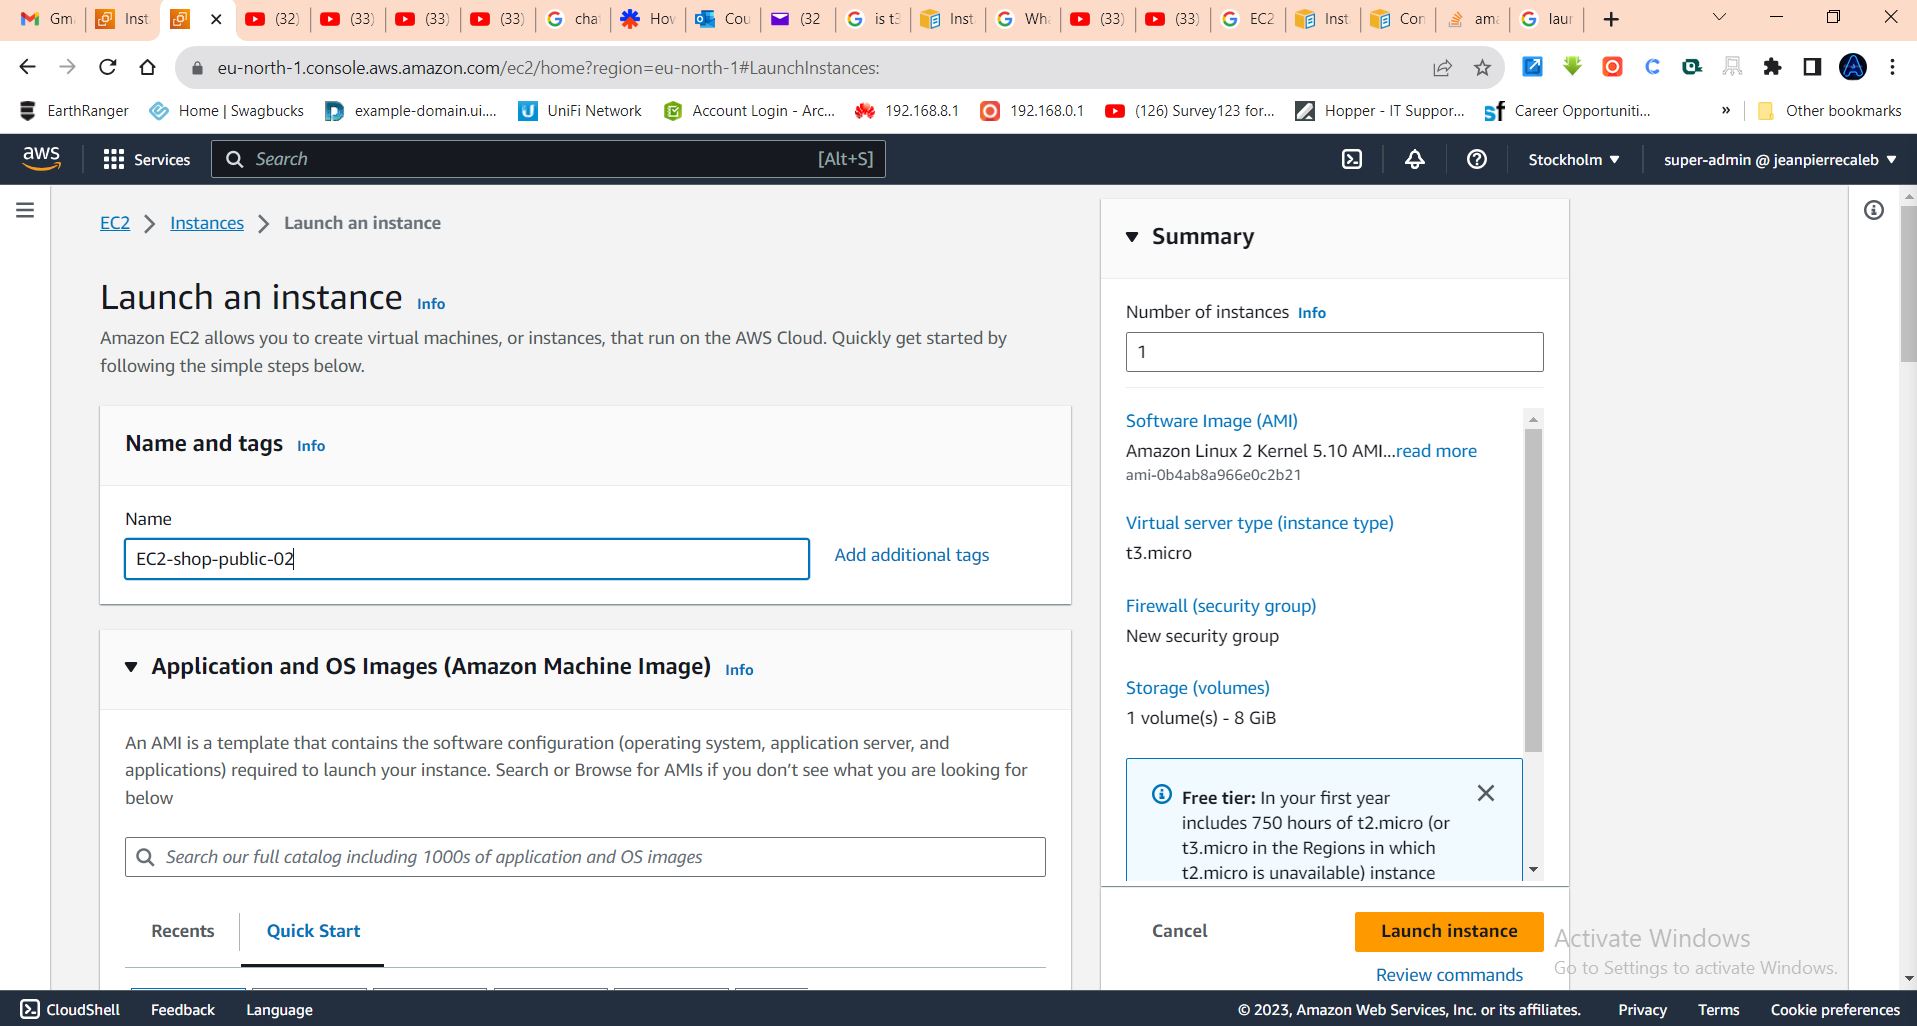 Gm
Inst
(32)
(33)
(33)
(33)
chat
How
Cou
(32
is t3
Inst
Wh
(33)
(33)
EC2
Inst
Con
ama
laun
eu-north-1.console.aws.amazon.com/ec2/home?region=eu-north-1#LaunchInstances:
EarthRanger
Home | Swagbucks
example-domain.ui....
UniFi Network
Account Login - Arc...
192.168.8.1
192.168.0.1
(126) Survey123 for...
Hopper - IT Suppor...
Career Opportuniti...
»
Other bookmarks
aws
Services
Search
[Alt+S]
Stockholm
super-admin @ jeanpierrecaleb
EC2 > Instances > Launch an instance
Launch an instance Info
Amazon EC2 allows you to create virtual machines, or instances, that run on the AWS Cloud. Quickly get started by
following the simple steps below.
Name and tags Info
Name
EC2-shop-public-02
Add additional tags
Application and OS Images (Amazon Machine Image) Info
An AMI is a template that contains the software configuration (operating system, application server, and
applications) required to launch your instance. Search or Browse for AMIs if you don't see what you are looking for
below
Search our full catalog including 1000s of application and OS images
Recents
Quick Start
Summary
Number of instances Info
1
Software Image (AMI)
Amazon Linux 2 Kernel 5.10 AMI...read more
ami-0b4ab8a966e0c2b21
Virtual server type (instance type)
t3.micro
Firewall (security group)
New security group
Storage (volumes)
1 volume(s) - 8 GiB
Free tier: In your first year
includes 750 hours of t2.micro (or
t3.micro in the Regions in which
t2.micro is unavailable) instance
Cancel
Launch instance
Review commands
Activate Windows
Go to Settings to activate Windows.
CloudShell
Feedback
Language
© 2023, Amazon Web Services, Inc. or its affiliates.
Privacy
Terms
Cookie preferences